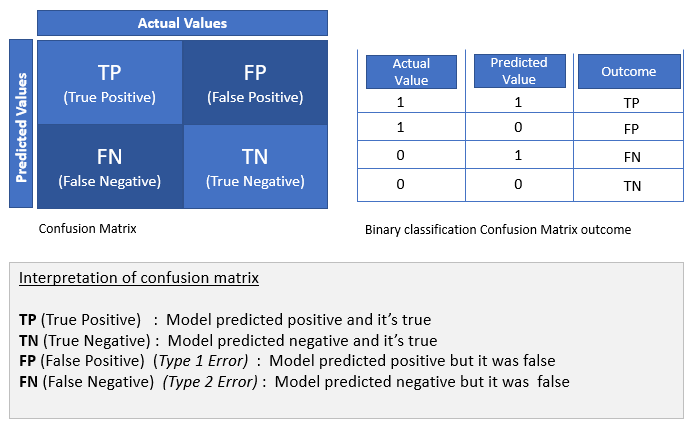 Actual Values
Predicted Values
TP
(True Positive)
FP
(False Positive)
FN
(False Negative)
TN
(True Negative)
Confusion Matrix
Actual Value Predicted Value Outcome
1 1 TP
1 0 FP
0 1 FN
0 0 TN
Binary classification Confusion Matrix outcome
Interpretation of confusion matrix
TP (True Positive) : Model predicted positive and it’s true
TN (True Negative) : Model predicted negative and it’s true
FP (False Positive) (Type 1 Error) : Model predicted positive but it was false
FN (False Negative) (Type 2 Error) : Model predicted negative but it was false